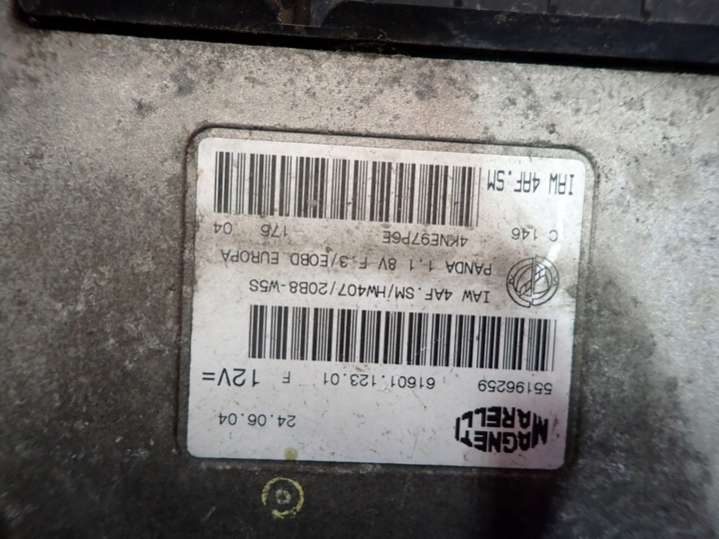 MAGNETI
MARELLI
24.06.04
55196259 61601.123.01 F 12V=
IAW 4AF.SM/HW407/20B8-W5S
PANDA 1.1 8V F.3/EOBD EUROPA
C 146 4KNE97P6E 176 04
IAW 4AF.SM